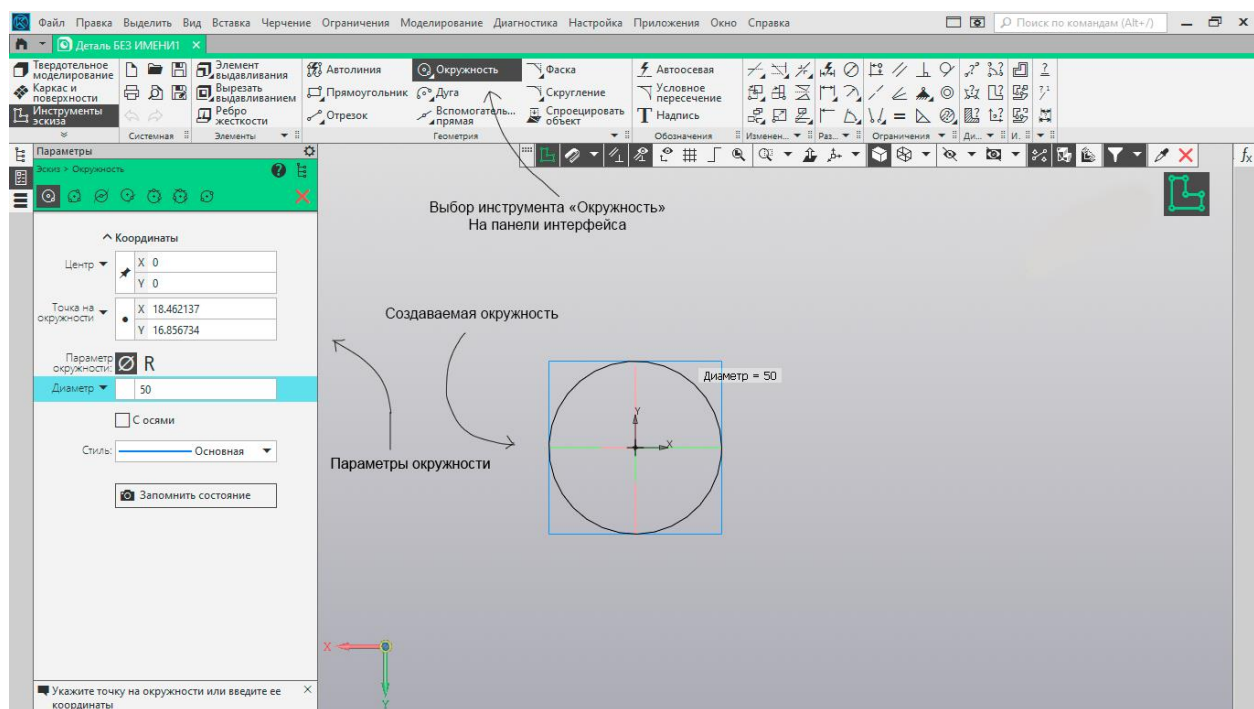 Файл Правка Выделить Вид Вставка Черчение Ограничения Моделирование Диагностика Настройка Приложения Окно Справка
Поиск по командам (Alt+/)
Деталь БЕЗ ИМЕНИ1
Твердотельное
моделирование
Каркас и
поверхности
Инструменты
эскиза
Системная
Элемент
выдавливания
Вырезать
выдавливанием
Ребро
жесткости
Элементы
Автолиния
Прямоугольник
Отрезок
Окружность
Дуга
Вспомогатель...
прямая
Фаска
Скругление
Спроецировать
объект
Геометрия
Автоосевая
Условное
пересечение
Надпись
Обозначения
Изменен...
Раз...
Ограничения
Ди...
И.
Параметры
Эскиз > Окружность
Координаты
Центр
X 0
Y 0
Точка на
окружности
X 18.462137
Y 16.856734
Параметр
окружности:
R
Диаметр
50
С осями
Стиль:
Основная
Запомнить состояние
Укажите точку на окружности или введите ее
координаты
fx
Выбор инструмента «Окружность»
На панели интерфейса
Создаваемая окружность
Параметры окружности
Диаметр = 50
Y
X
X
Y